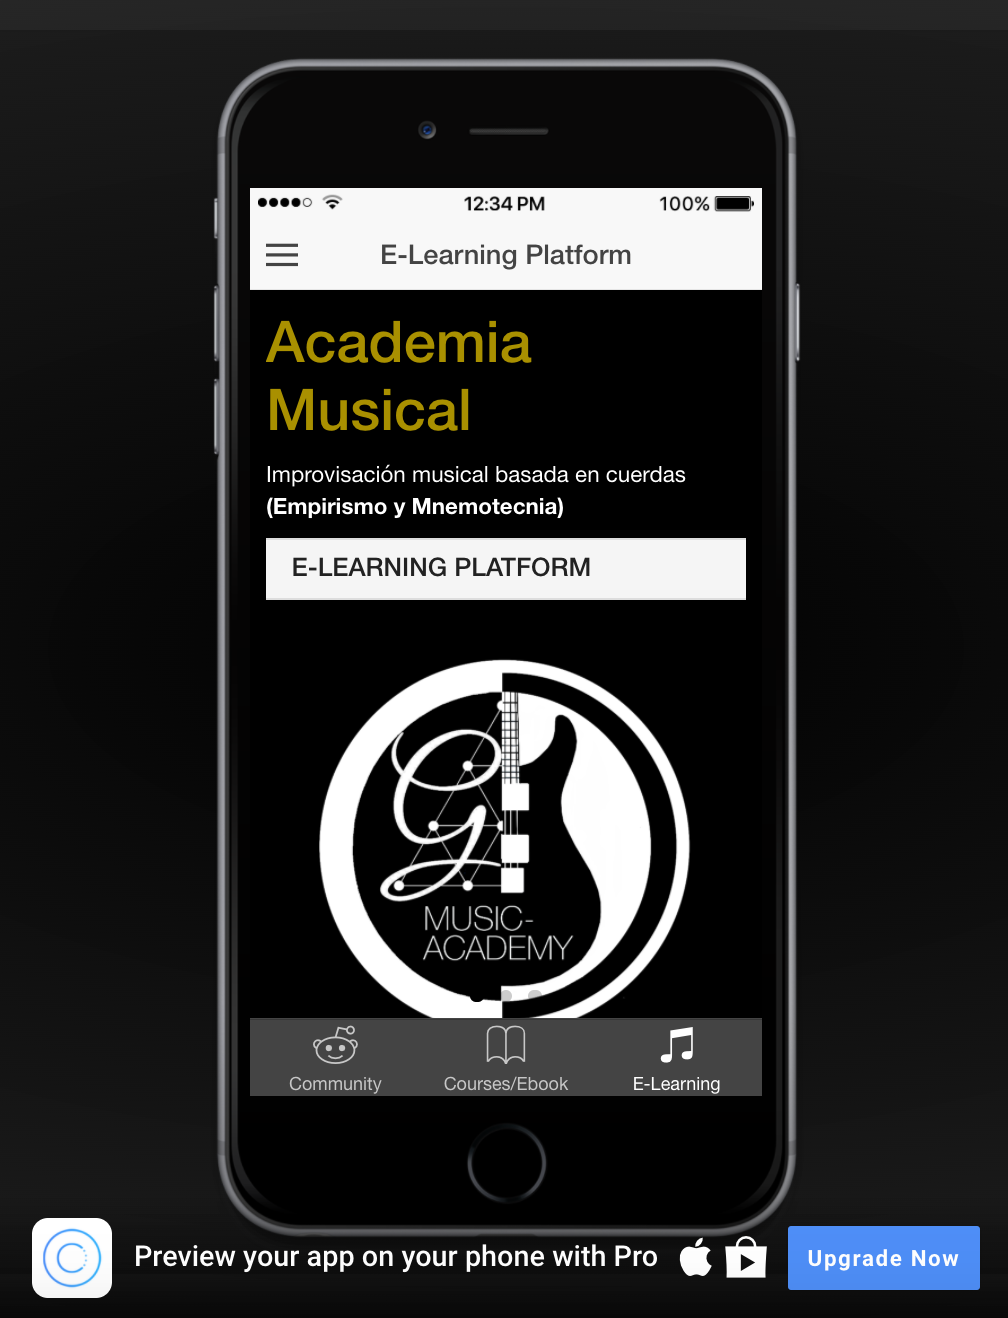 12:34 PM
100%
E-Learning Platform
Academia
Musical
Improvisación musical basada en cuerdas
(Empirismo y Mnemotecnia)
E-LEARNING PLATFORM
G
MUSIC-
ACADEMY
Community
Courses/Ebook
E-Learning
Preview your app on your phone with Pro
Upgrade Now